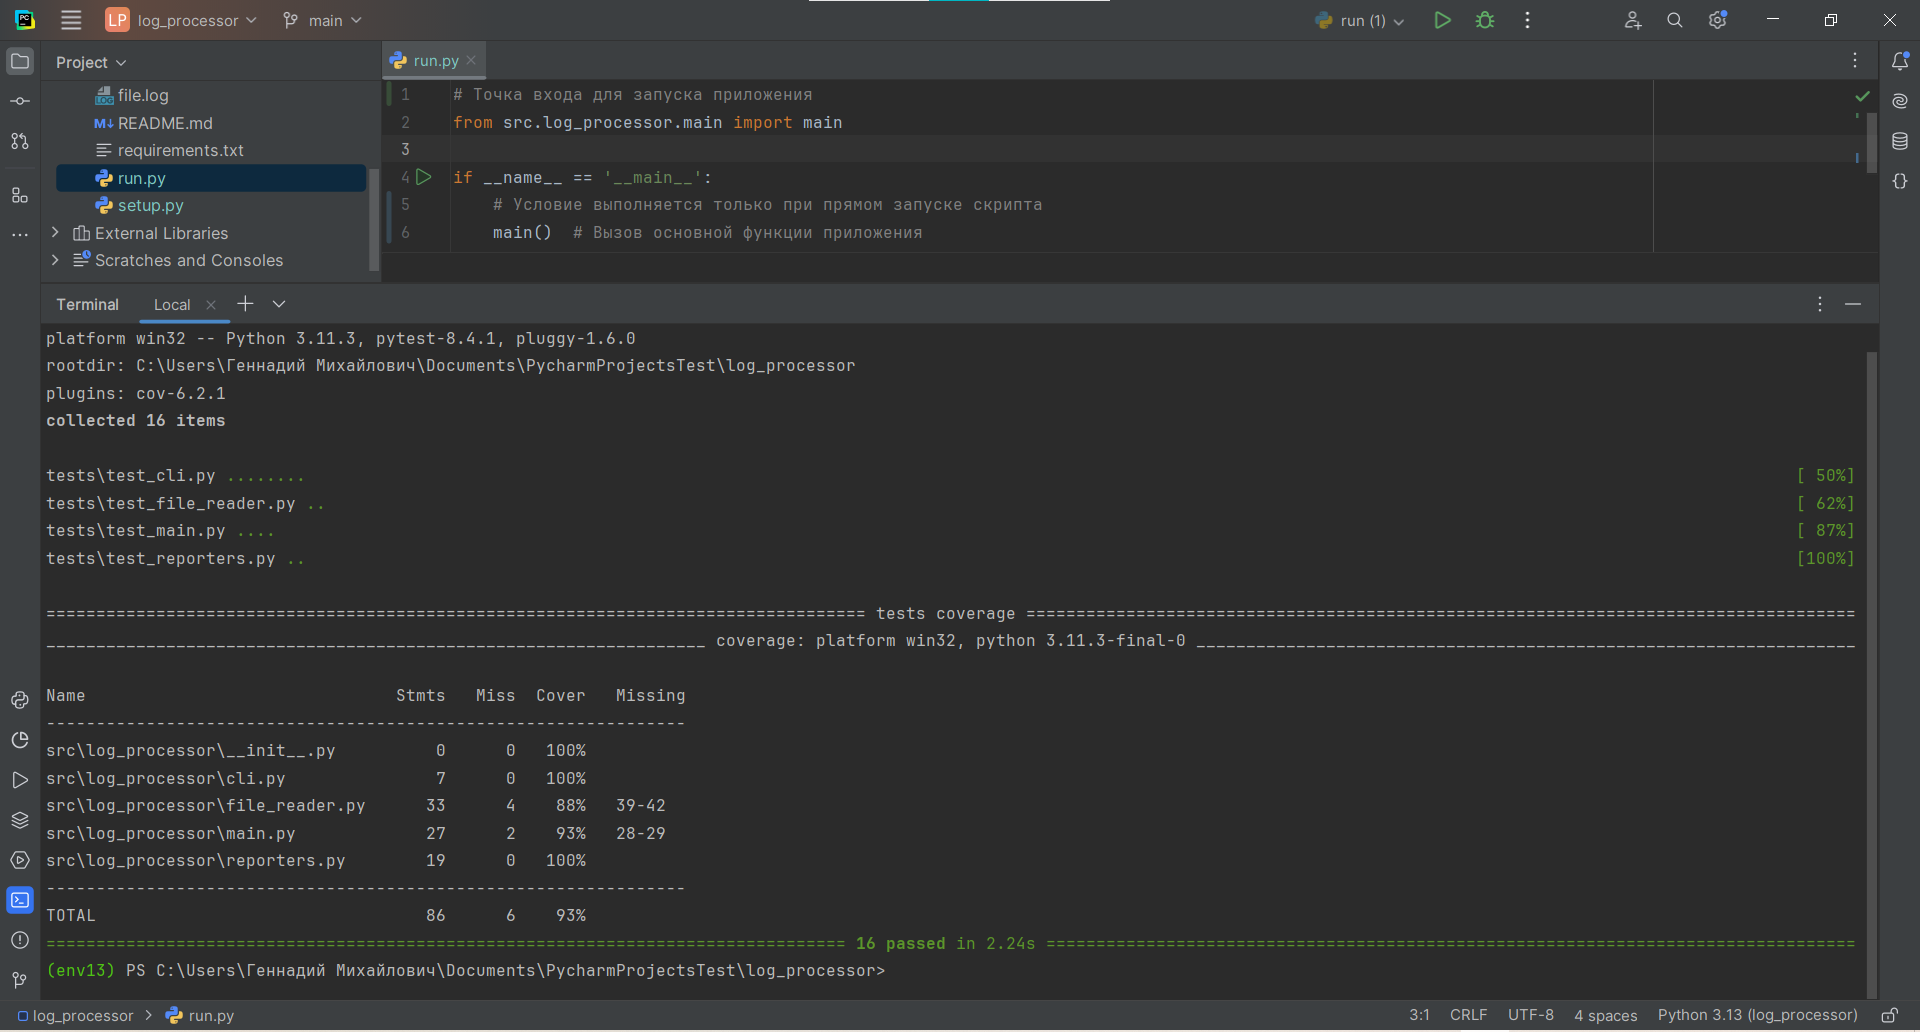 LP log_processor main run (1)
Project
file.log
README.md
requirements.txt
run.py
setup.py
External Libraries
Scratches and Consoles
run.py
1 # Точка входа для запуска приложения
2 from src.log_processor.main import main
3
4 if __name__ == '__main__':
5 # Условие выполняется только при прямом запуске скрипта
6 main() # Вызов основной функции приложения
Terminal Local
platform win32 -- Python 3.11.3, pytest-8.4.1, pluggy-1.6.0
rootdir: C:\Users\Геннадий Михайлович\Documents\PycharmProjectsTest\log_processor
plugins: cov-6.2.1
collected 16 items
tests\test_cli.py ........ [ 50%]
tests\test_file_reader.py .. [ 62%]
tests\test_main.py .... [ 87%]
tests\test_reporters.py .. [100%]
tests coverage
coverage: platform win32, python 3.11.3-final-0
Name Stmts Miss Cover Missing
src\log_processor\__init__.py 0 0 100%
src\log_processor\cli.py 7 0 100%
src\log_processor\file_reader.py 33 4 88% 39-42
src\log_processor\main.py 27 2 93% 28-29
src\log_processor\reporters.py 19 0 100%
TOTAL 86 6 93%
16 passed in 2.24s
(env13) PS C:\Users\Геннадий Михайлович\Documents\PycharmProjectsTest\log_processor>
log_processor > run.py 3:1 CRLF UTF-8 4 spaces Python 3.13 (log_processor)